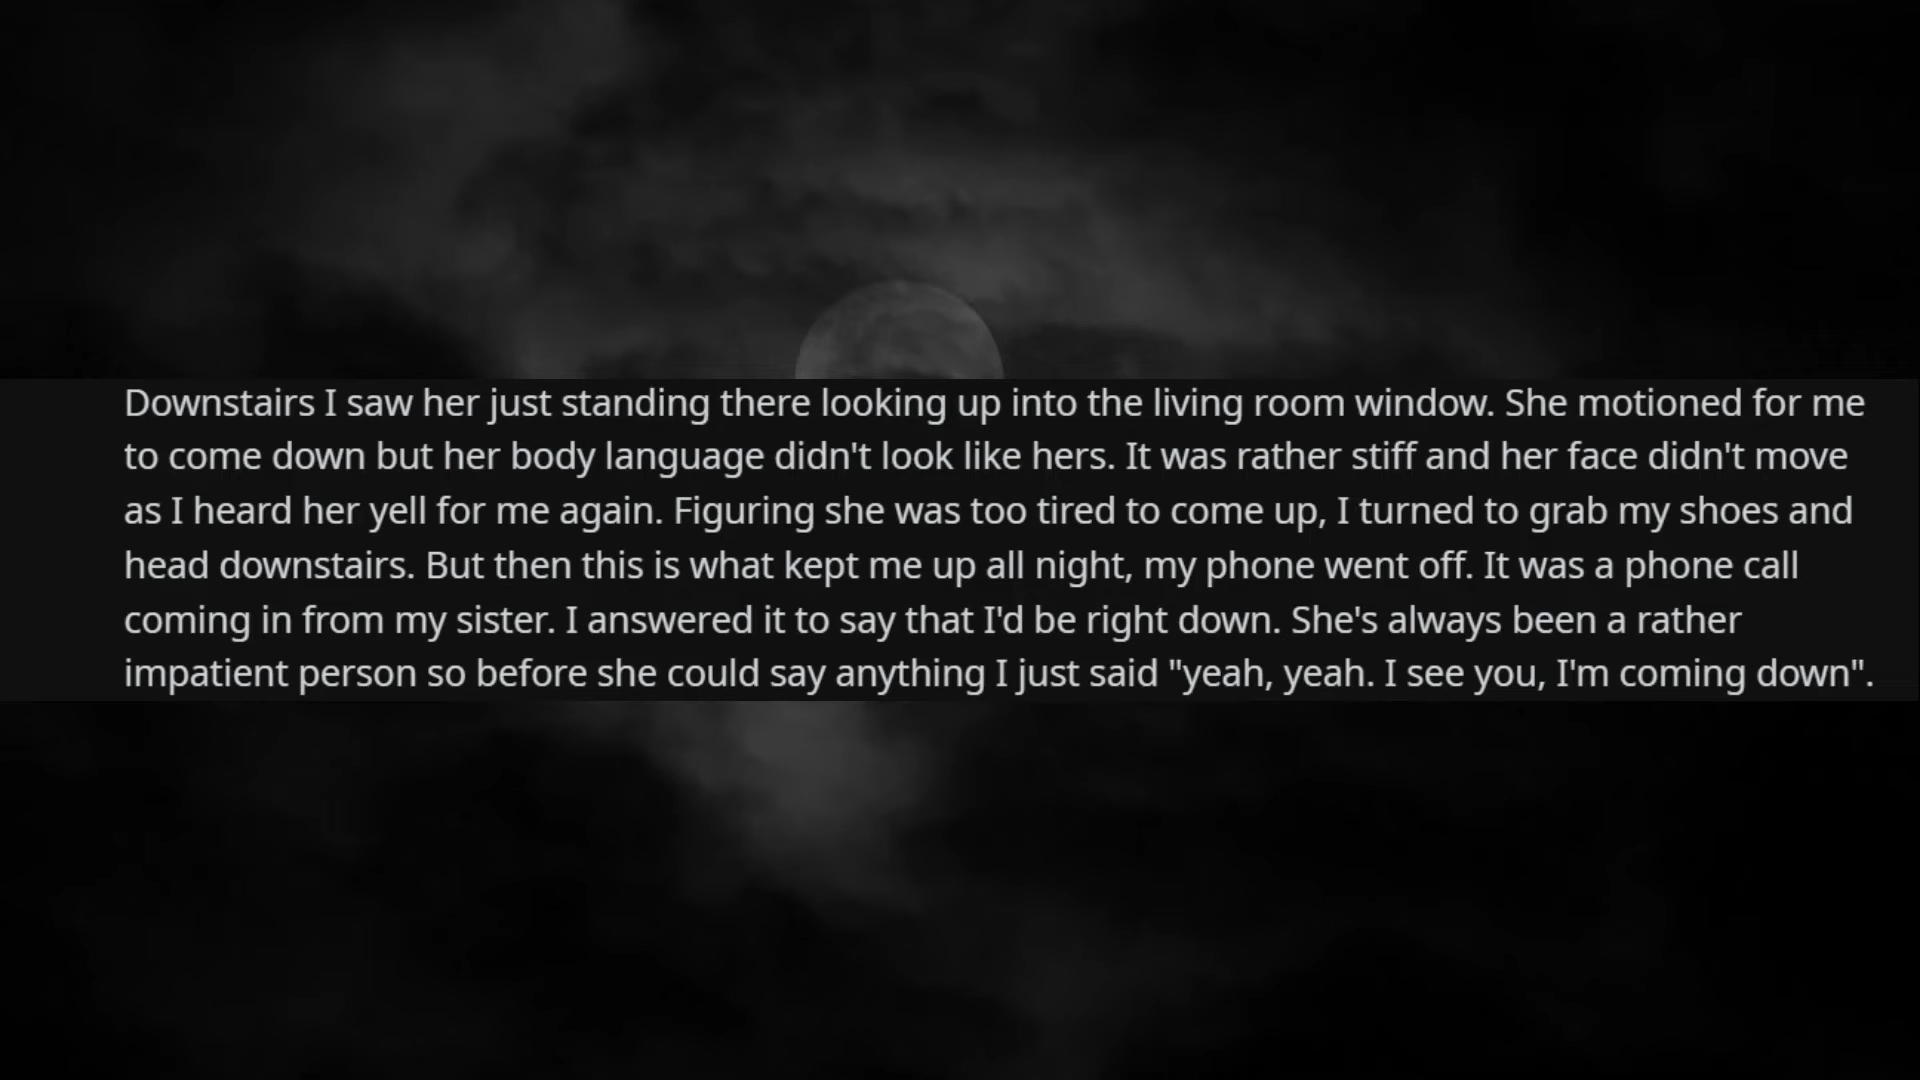 Downstairs I saw her just standing there looking up into the living room window. She motioned for me
to come down but her body language didn't look like hers. It was rather stiff and her face didn't move
as I heard her yell for me again. Figuring she was too tired to come up, I turned to grab my shoes and
head downstairs. But then this is what kept me up all night, my phone went off. It was a phone call
coming in from my sister. I answered it to say that I'd be right down. She's always been a rather
impatient person so before she could say anything I just said "yeah, yeah. I see you, I'm coming down".